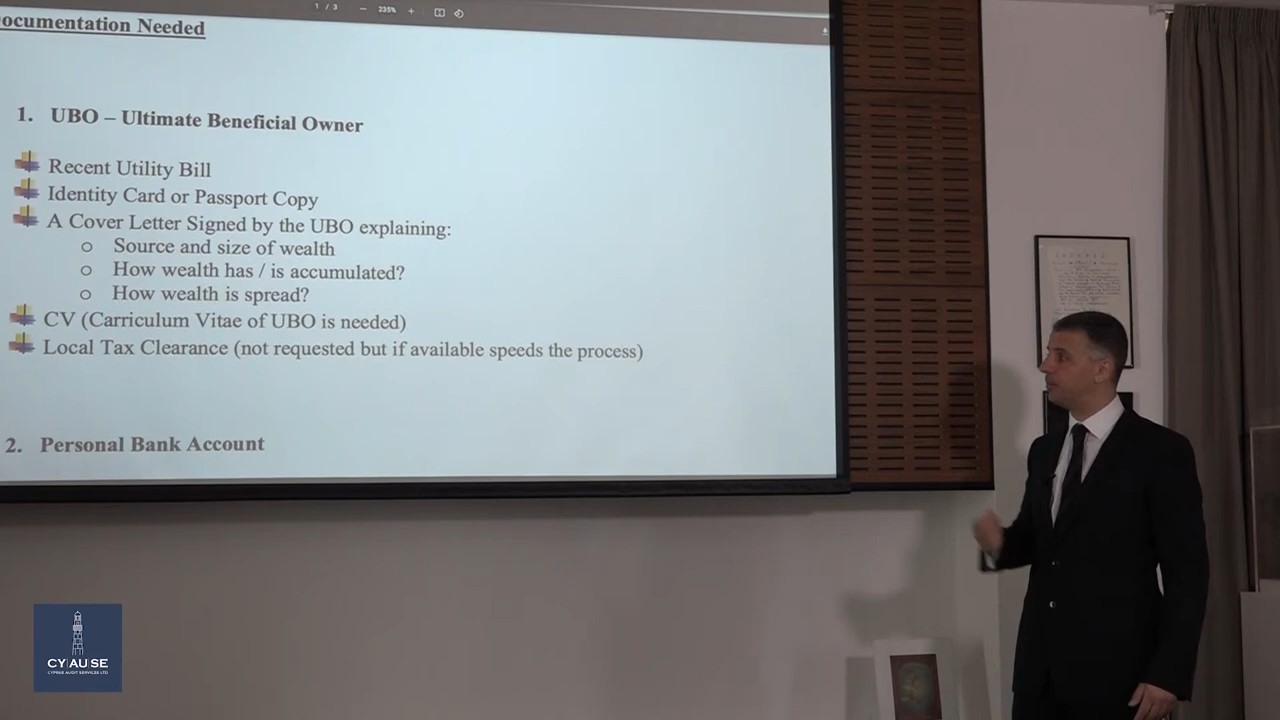 1 / 3 — 235% +
ocumentation Needed
1. UBO – Ultimate Beneficial Owner
Recent Utility Bill
Identity Card or Passport Copy
A Cover Letter Signed by the UBO explaining:
o Source and size of wealth
o How wealth has / is accumulated?
o How wealth is spread?
CV (Carriculum Vitae of UBO is needed)
Local Tax Clearance (not requested but if available speeds the process)
2. Personal Bank Account
CY|AU|SE
CYPRUS AUDIT SERVICES LTD